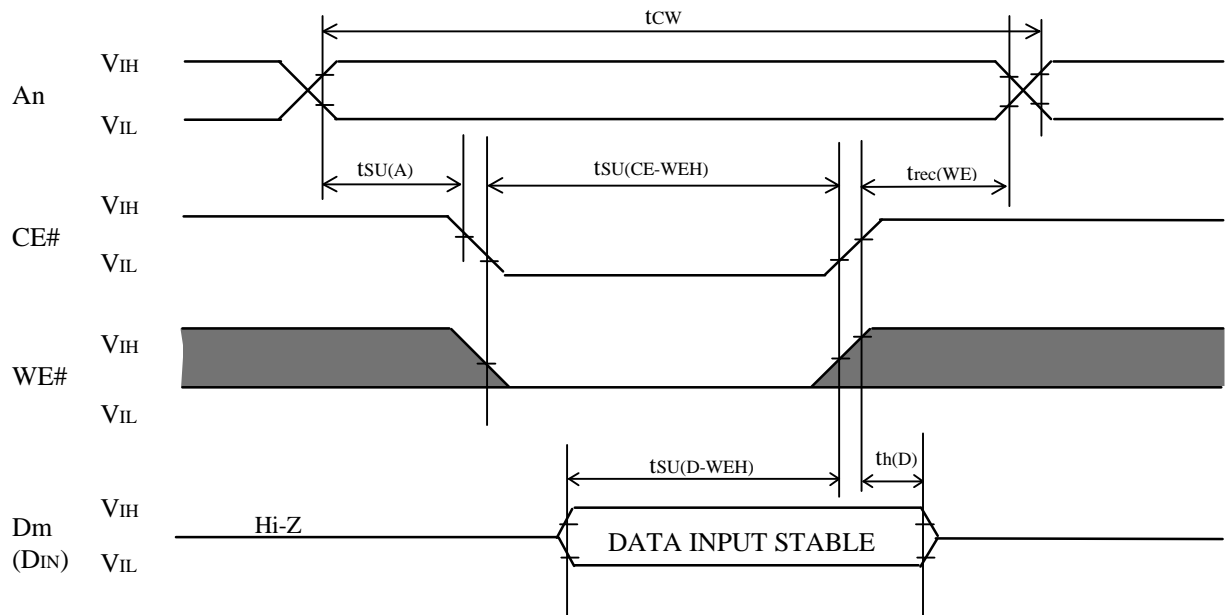 tCW
VIH
An
VIL
tSU(A)
tSU(CE-WEH)
trec(WE)
VIH
CE#
VIL
VIH
WE#
VIL
tSU(D-WEH)
th(D)
VIH
Hi-Z
Dm
(DIN)
DATA INPUT STABLE
VIL